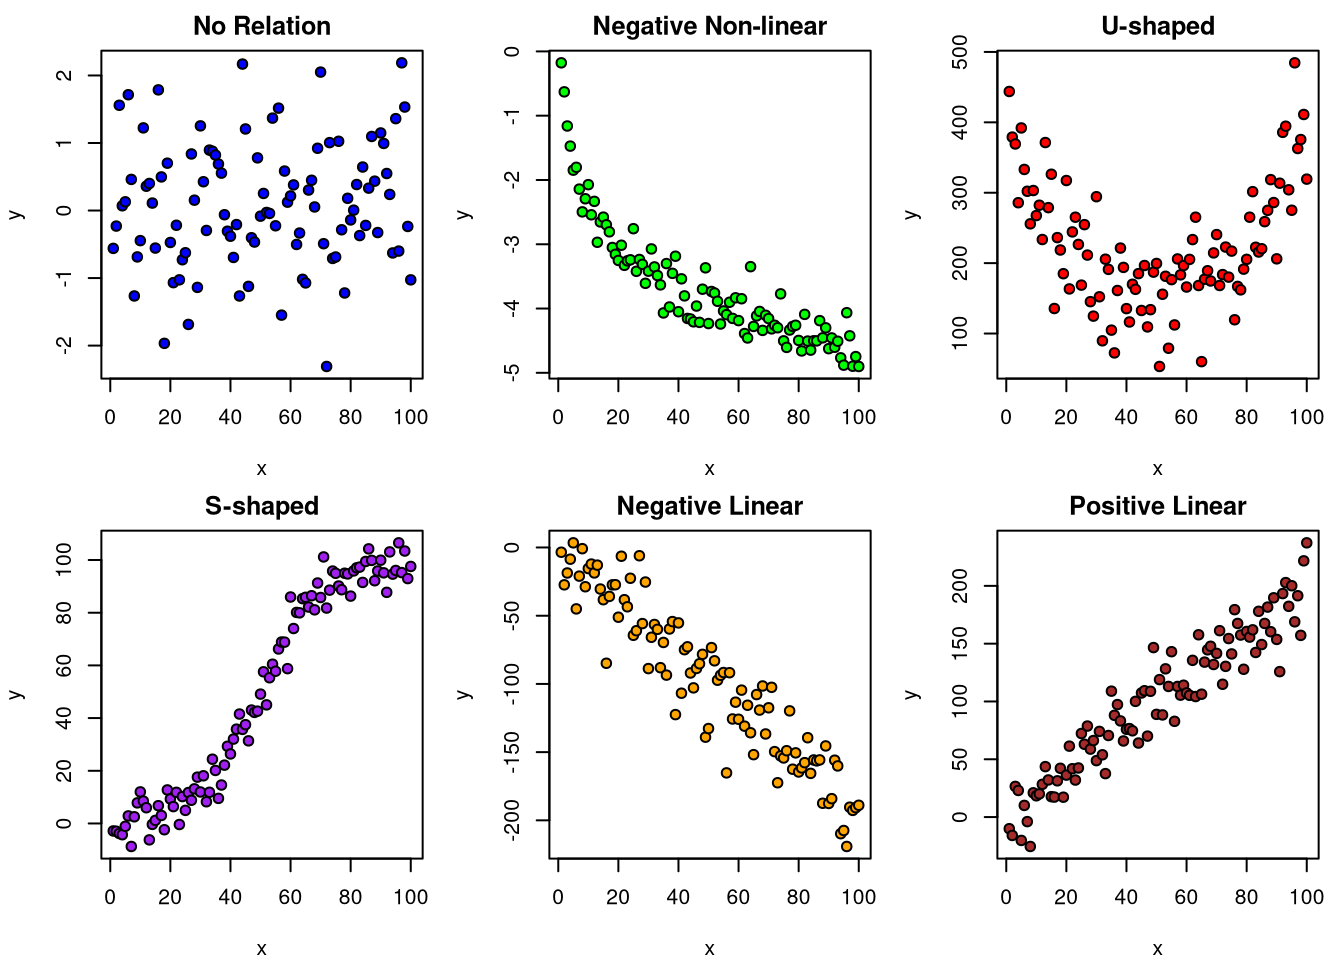 No Relation
y
2
1
0
-1
-2
0 20 40 60 80 100
x
Negative Non-linear
y
0
-1
-2
-3
-4
-5
0 20 40 60 80 100
x
U-shaped
y
500
400
300
200
100
0 20 40 60 80 100
x
S-shaped
y
100
80
60
40
20
0
0 20 40 60 80 100
x
Negative Linear
y
0
-50
-100
-150
-200
0 20 40 60 80 100
x
Positive Linear
y
200
150
100
50
0
0 20 40 60 80 100
x